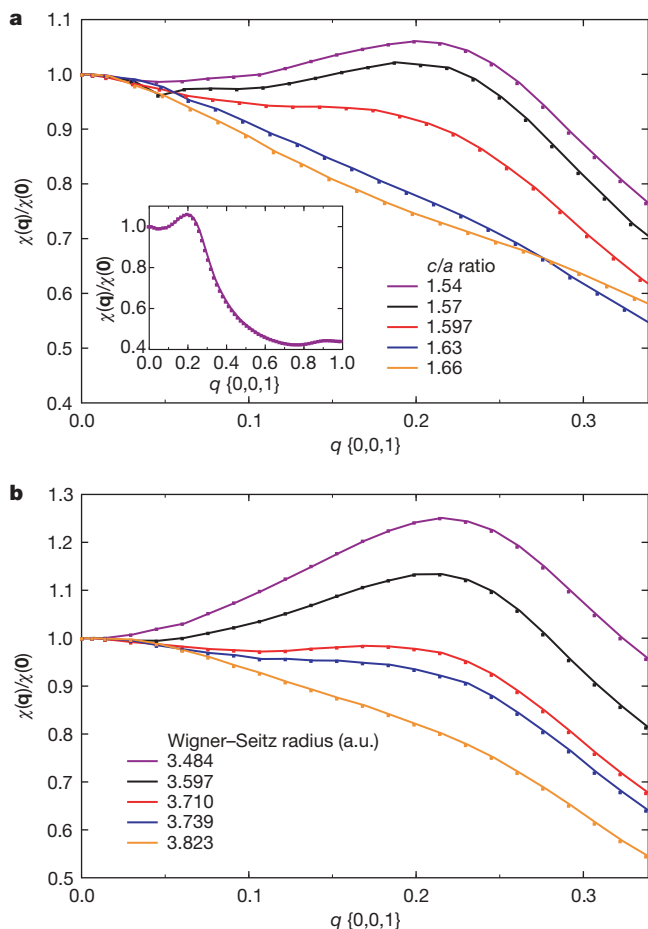 a
1.1
1.0
0.9
0.8
0.7
0.6
0.5
0.4
χ(q)/χ(0)
0.0 0.1 0.2 0.3
q {0,0,1}
1.0
0.8
0.6
0.4
χ(q)/χ(0)
0.0 0.2 0.4 0.6 0.8 1.0
q {0,0,1}
c/a ratio
1.54
1.57
1.597
1.63
1.66
b
1.3
1.2
1.1
1.0
0.9
0.8
0.7
0.6
0.5
χ(q)/χ(0)
0.0 0.1 0.2 0.3
q {0,0,1}
Wigner–Seitz radius (a.u.)
3.484
3.597
3.710
3.739
3.823